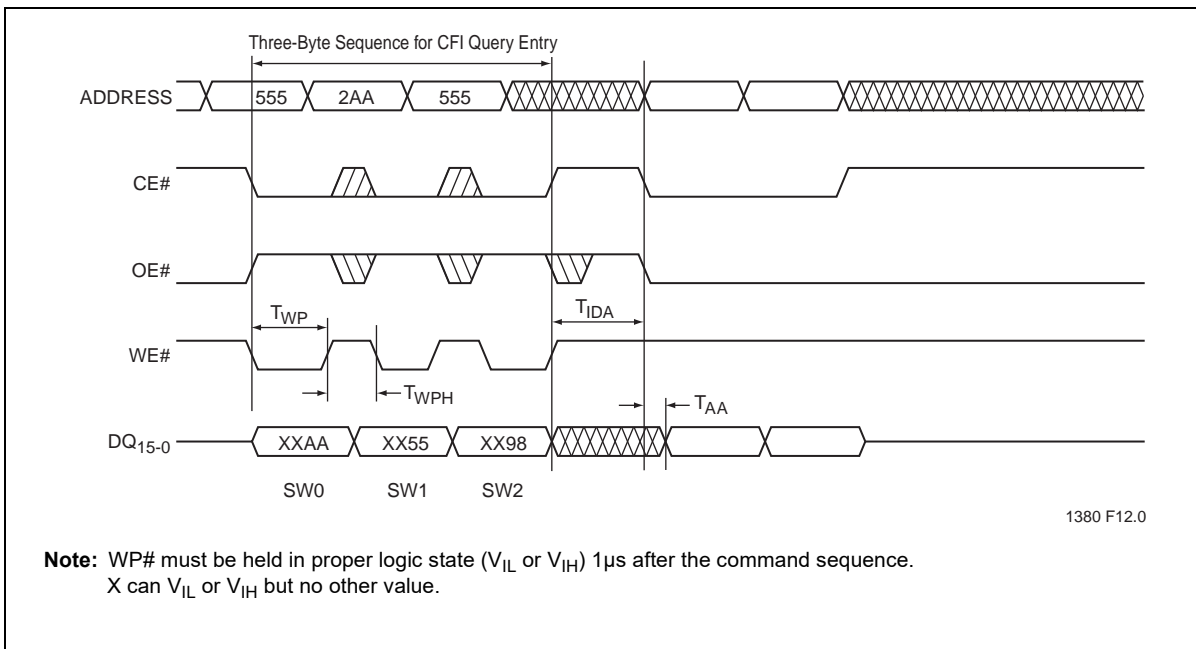 Three-Byte Sequence for CFI Query Entry
ADDRESS 555 2AA 555
CE#
OE#
TWP TIDA
WE#
TWPH TAA
DQ15-0 XXAA XX55 XX98
SW0 SW1 SW2
1380 F12.0
Note: WP# must be held in proper logic state (VIL or VIH) 1µs after the command sequence.
X can VIL or VIH but no other value.